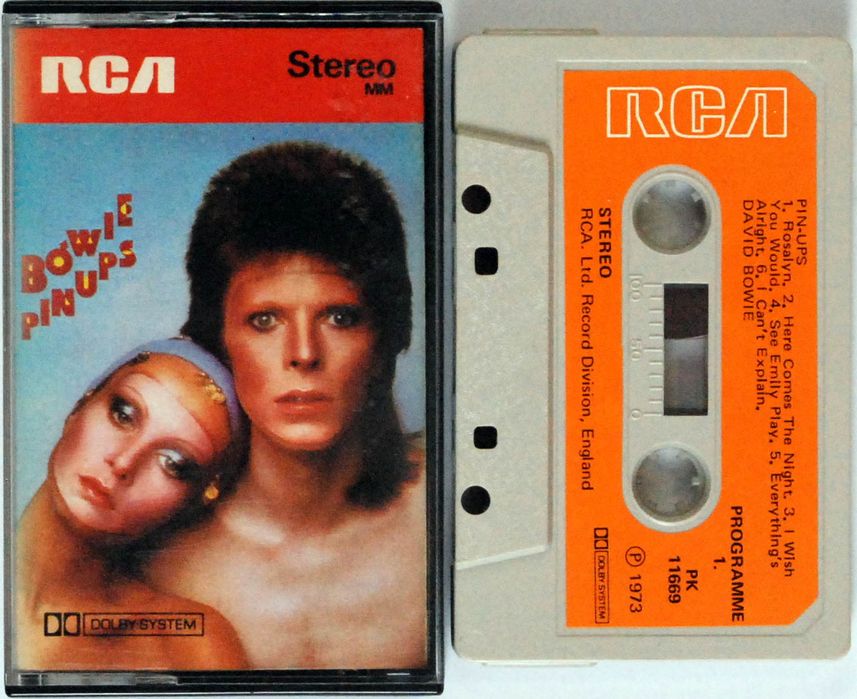 RCA
Stereo
MM
BOWIE
PINUPS
DOLBY SYSTEM
RCA
PIN-UPS
1. Rosalyn. 2. Here Comes The Night. 3. I Wish
You Would. 4. See Emily Play. 5. Everything's
Alright. 6. I Can't Explain.
DAVID BOWIE
100 50 0
STEREO
RCA. Ltd. Record Division, England
PROGRAMME
1.
PK
11669
Ⓟ 1973
DOLBY SYSTEM